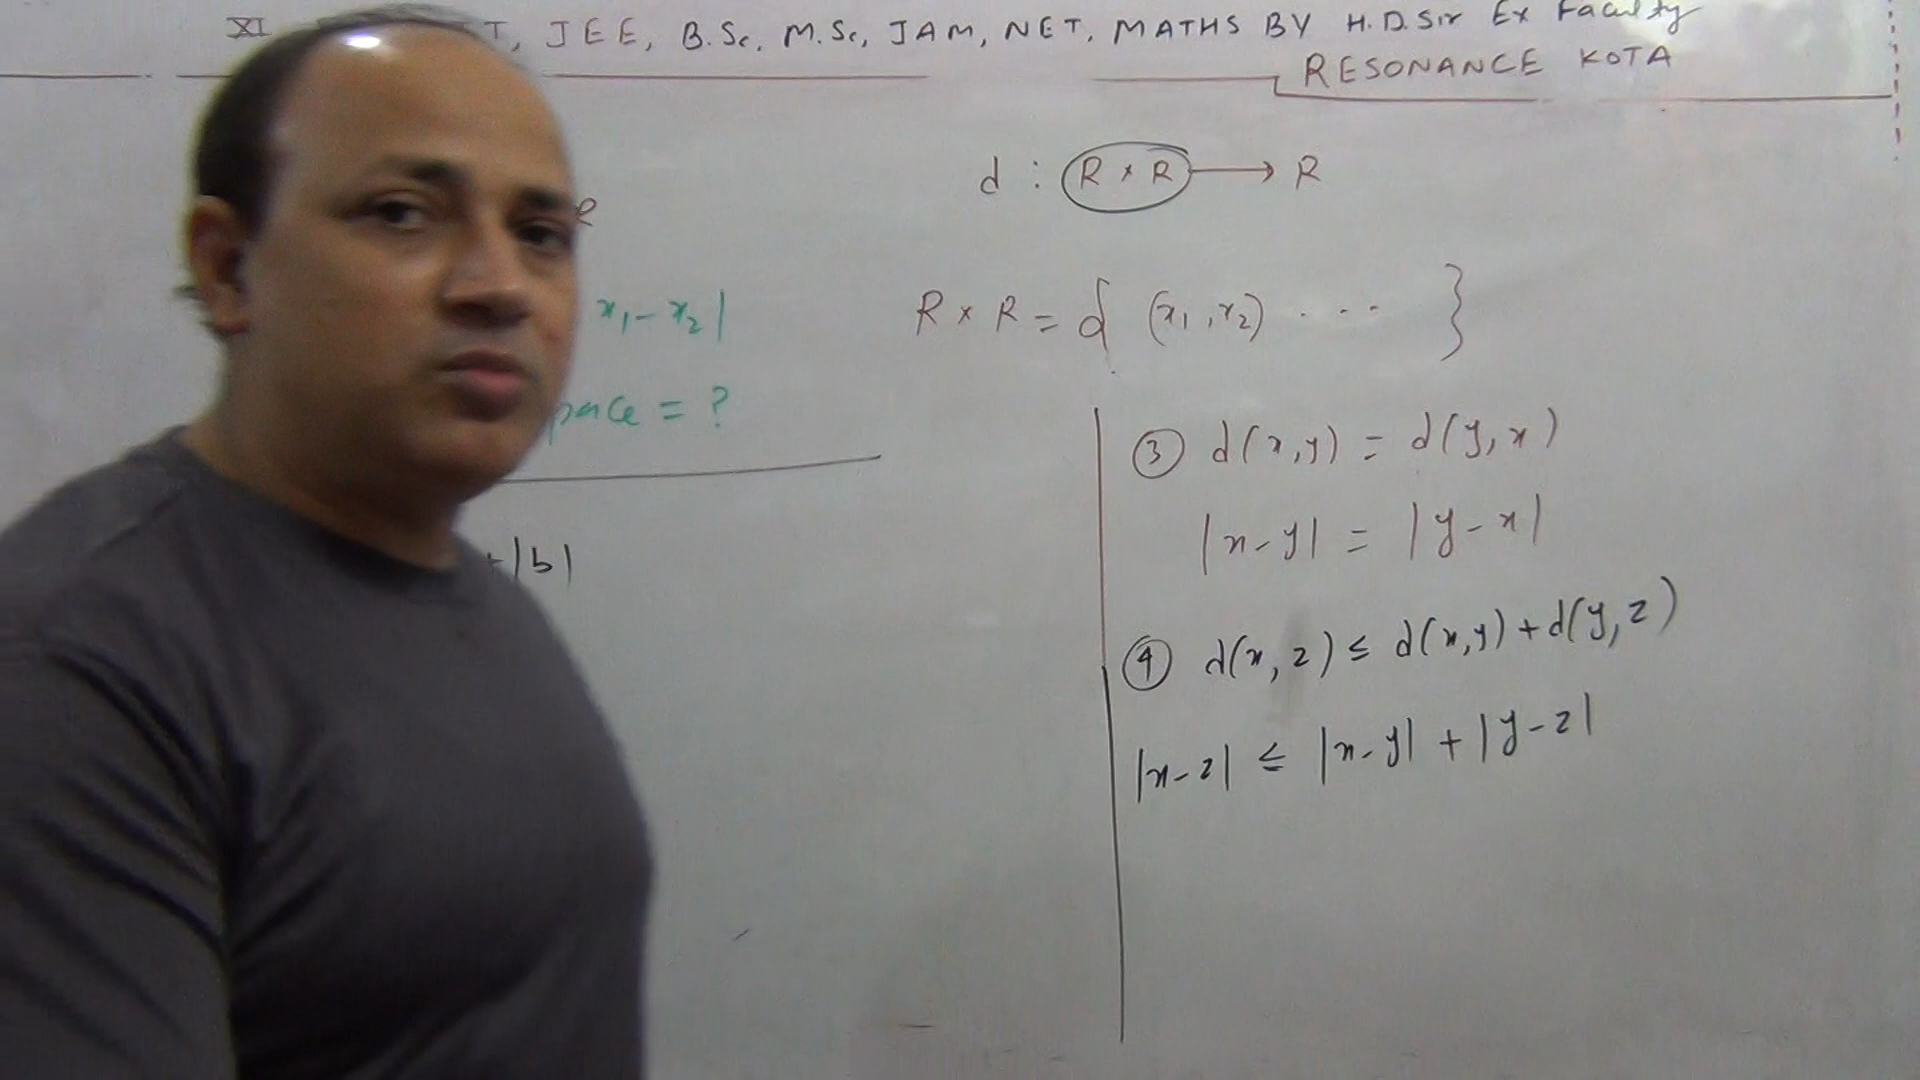 XI T, JEE, B.Sc, M.Sc, JAM, NET, MATHS BY H.D.Sir Ex Faculty
RESONANCE KOTA
d : R × R → R
R
x₁ - x₂|
R × R = { (x₁, x₂) . . . . }
pace = ?
③ d(x,y) = d(y,x)
|x-y| = |y-x|
+|b|
④ d(x,z) ≤ d(x,y)+d(y,z)
|x-z| ≤ |x-y| + |y-z|